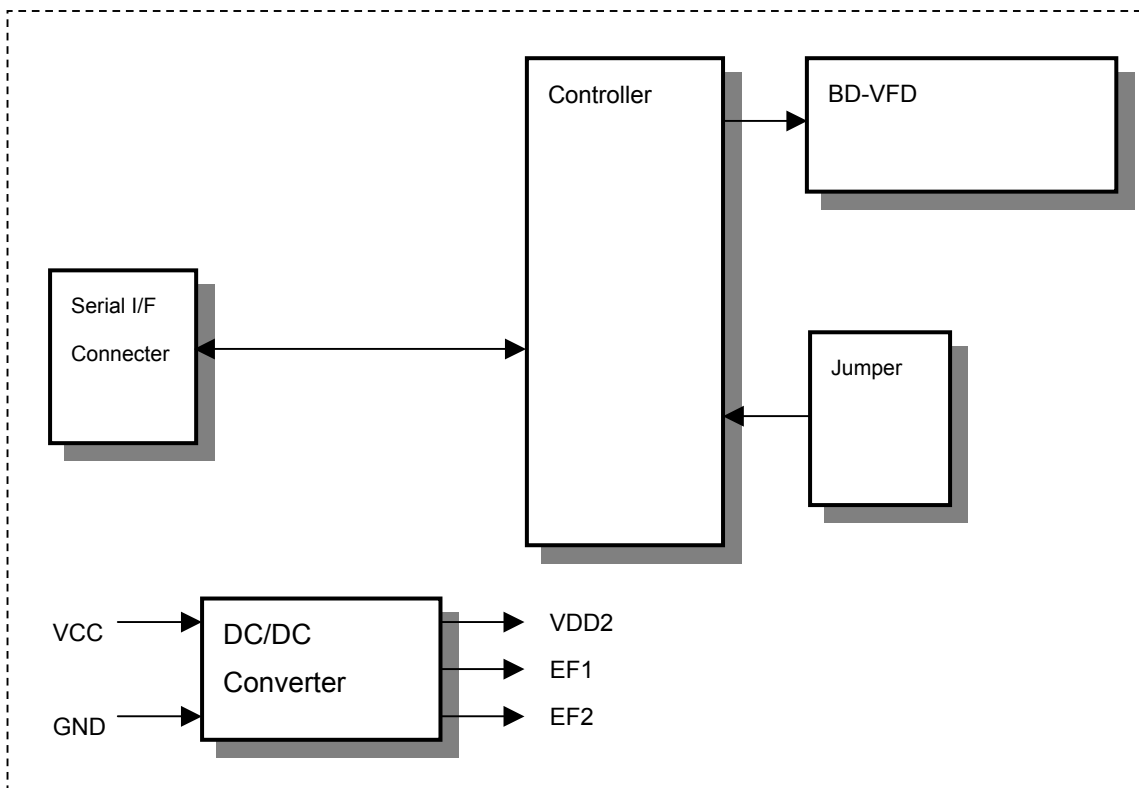 Controller
BD-VFD
Serial I/F
Connecter
Jumper
VCC
GND
DC/DC
Converter
VDD2
EF1
EF2